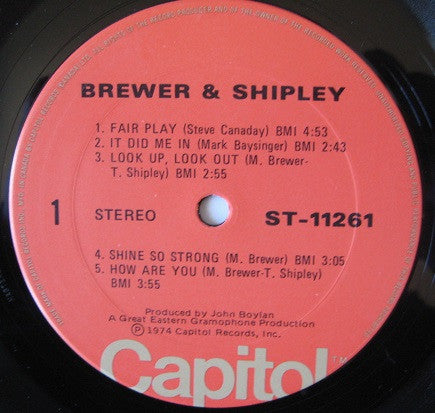 BREWER & SHIPLEY
1. FAIR PLAY (Steve Canaday) BMI 4:53
2. IT DID ME IN (Mark Baysinger) BMI 2:43
3. LOOK UP, LOOK OUT (M. Brewer-
T. Shipley) BMI 2:55
1 STEREO ST-11261
4. SHINE SO STRONG (M. Brewer) BMI 3:05
5. HOW ARE YOU (M. Brewer-T. Shipley)
BMI 3:55
Produced by John Boylan
A Great Eastern Gramophone Production
Ⓟ1974 Capitol Records, Inc.
Capitol TM